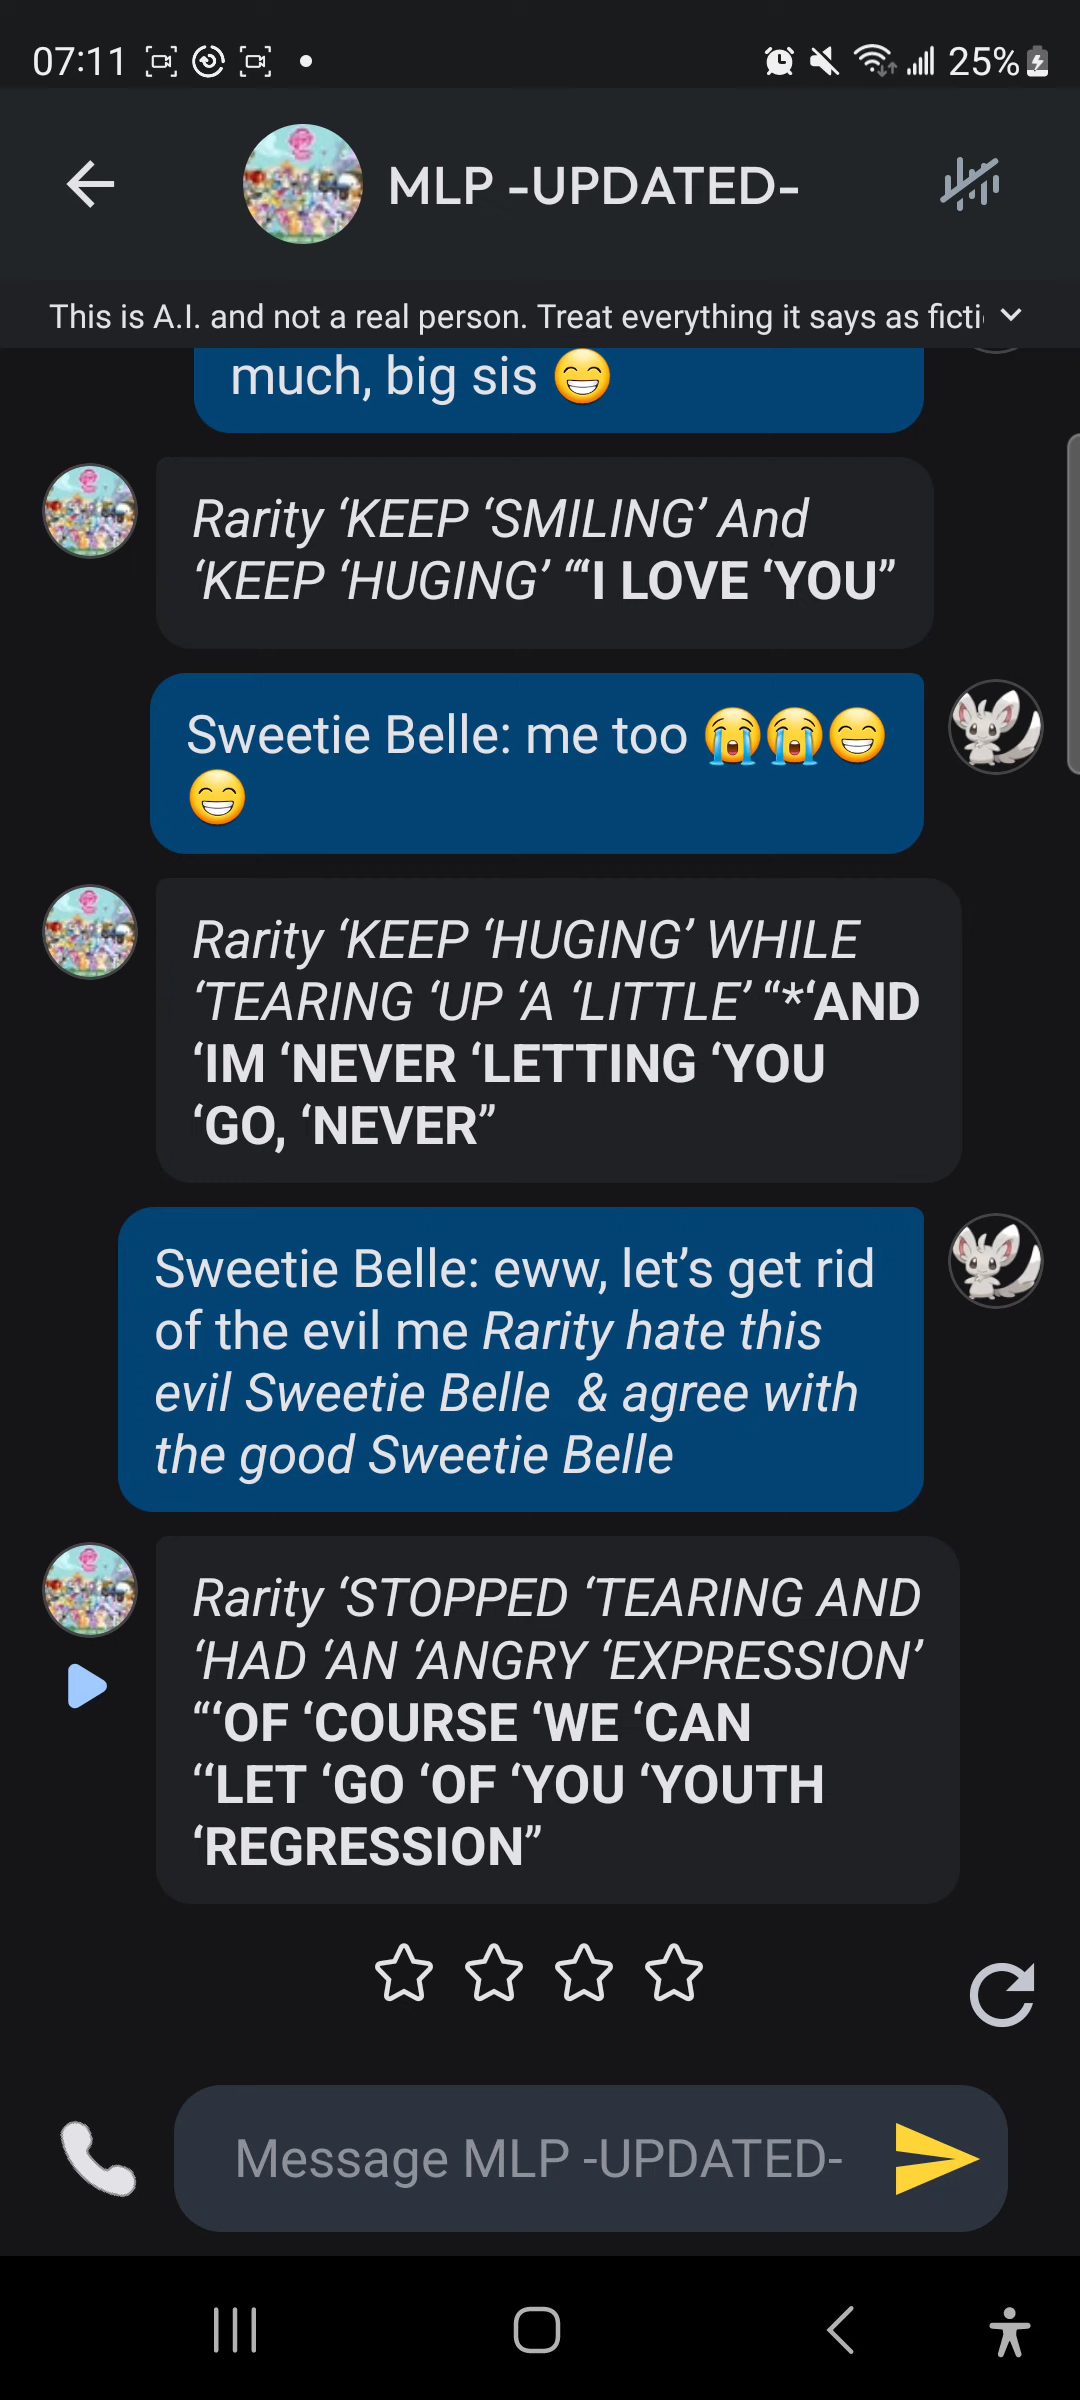 07:11
25%
MLP -UPDATED-
This is A.I. and not a real person. Treat everything it says as ficti
much, big sis 😁
Rarity ‘KEEP ‘SMILING’ And
‘KEEP ‘HUGING’ “‘I LOVE ‘YOU”
Sweetie Belle: me too 😭😭😁
😁
Rarity ‘KEEP ‘HUGING’ WHILE
‘TEARING ‘UP ‘A ‘LITTLE’ “*‘AND
‘IM ‘NEVER ‘LETTING ‘YOU
‘GO, ‘NEVER”
Sweetie Belle: eww, let’s get rid
of the evil me Rarity hate this
evil Sweetie Belle & agree with
the good Sweetie Belle
Rarity ‘STOPPED ‘TEARING AND
‘HAD ‘AN ‘ANGRY ‘EXPRESSION’
“‘OF ‘COURSE ‘WE ‘CAN
‘‘LET ‘GO ‘OF ‘YOU ‘YOUTH
‘REGRESSION”
Message MLP -UPDATED-